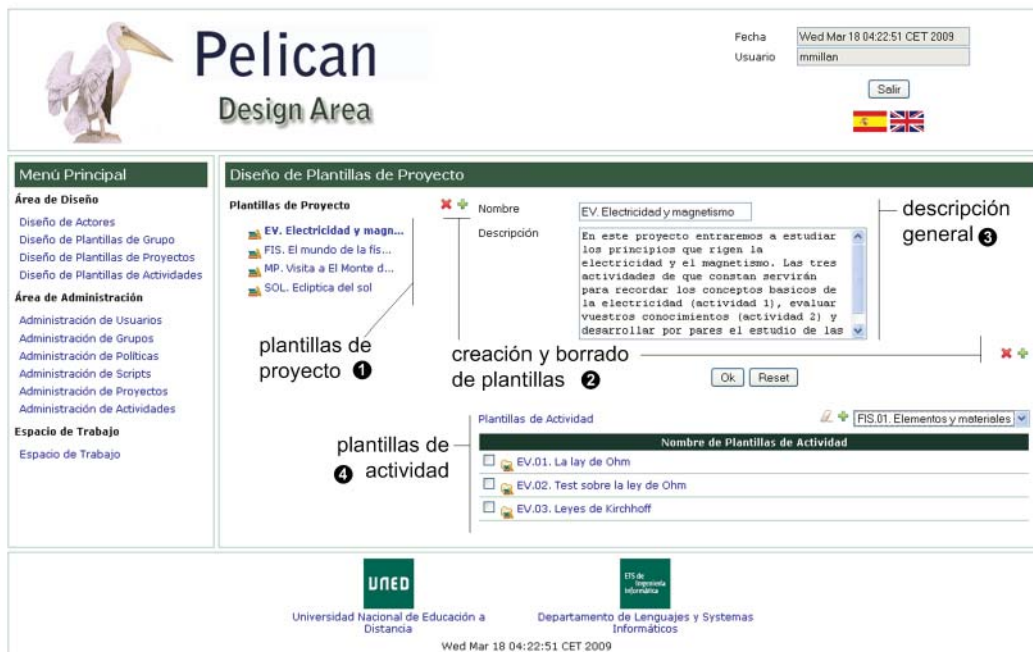 Pelican
Design Area
Fecha
Wed Mar 18 04:22:51 CET 2009
Usuario
mmillan
Salir
Menú Principal
Área de Diseño
Diseño de Actores
Diseño de Plantillas de Grupo
Diseño de Plantillas de Proyectos
Diseño de Plantillas de Actividades
Área de Administración
Administración de Usuarios
Administración de Grupos
Administración de Políticas
Administración de Scripts
Administración de Proyectos
Administración de Actividades
Espacio de Trabajo
Espacio de Trabajo
Diseño de Plantillas de Proyecto
Plantillas de Proyecto
EV. Electricidad y magn...
FIS. El mundo de la fís...
MP. Visita a El Monte d...
SOL. Ecliptica del sol
plantillas de
proyecto 1
Nombre
EV. Electricidad y magnetismo
Descripción
En este proyecto entraremos a estudiar
los principios que rigen la
electricidad y el magnetismo. Las tres
actividades de que constan servirán
para recordar los conceptos basicos de
la electricidad (actividad 1), evaluar
vuestros conocimientos (actividad 2) y
desarrollar por pares el estudio de las
descripción
general 3
creación y borrado
de plantillas 2
Ok
Reset
plantillas de
4 actividad
Plantillas de Actividad
FIS.01. Elementos y materiales
Nombre de Plantillas de Actividad
EV.01. La lay de Ohm
EV.02. Test sobre la ley de Ohm
EV.03. Leyes de Kirchhoff
UNED
Universidad Nacional de Educación a
Distancia
ETS de
Ingeniería
Informática
Departamento de Lenguajes y Systemas
Informáticos
Wed Mar 18 04:22:51 CET 2009